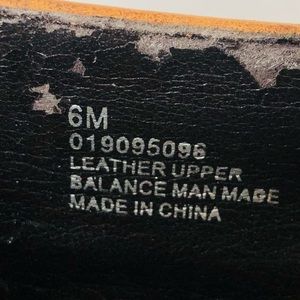 6M
019095096
LEATHER UPPER
BALANCE MAN MADE
MADE IN CHINA